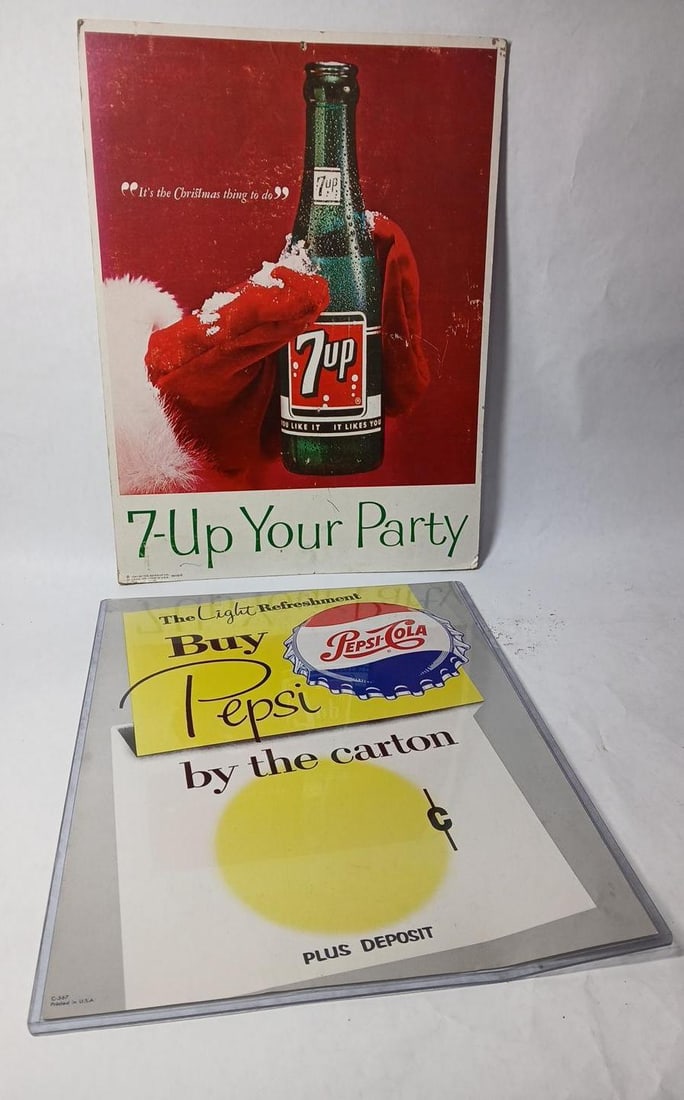 7up
❝It's the Christmas thing to do❞
7up
YOU LIKE IT IT LIKES YOU
7-Up Your Party
The Light Refreshment
Buy
PEPSI-COLA
Pepsi
by the carton
¢
PLUS DEPOSIT
C-367
Printed in U.S.A.